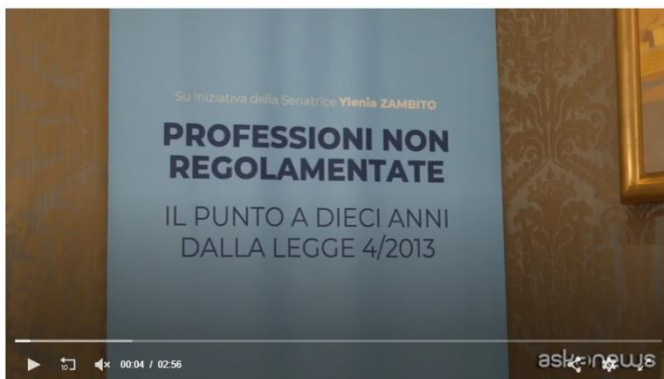 Su iniziativa della Senatrice Ylenia ZAMBITO
PROFESSIONI NON
REGOLAMENTATE
IL PUNTO A DIECI ANNI
DALLA LEGGE 4/2013
10
00:04 / 02:56
askanews